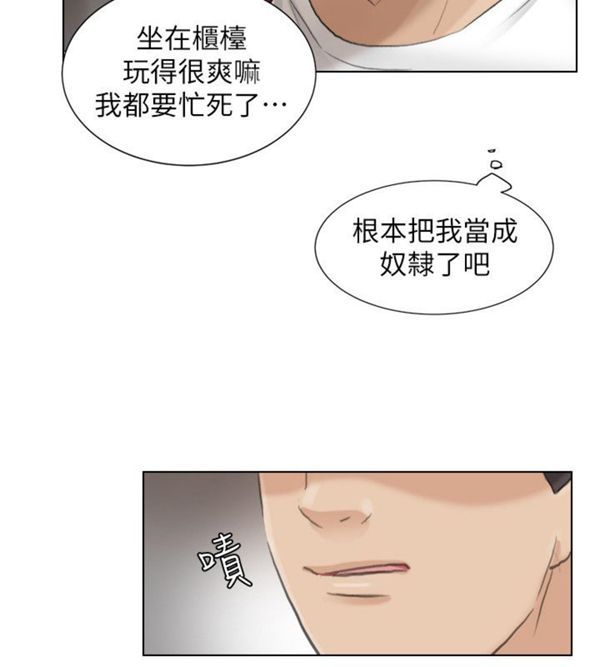 坐在櫃檯
玩得很爽嘛
我都要忙死了⋯
根本把我當成
奴隸了吧
嘖